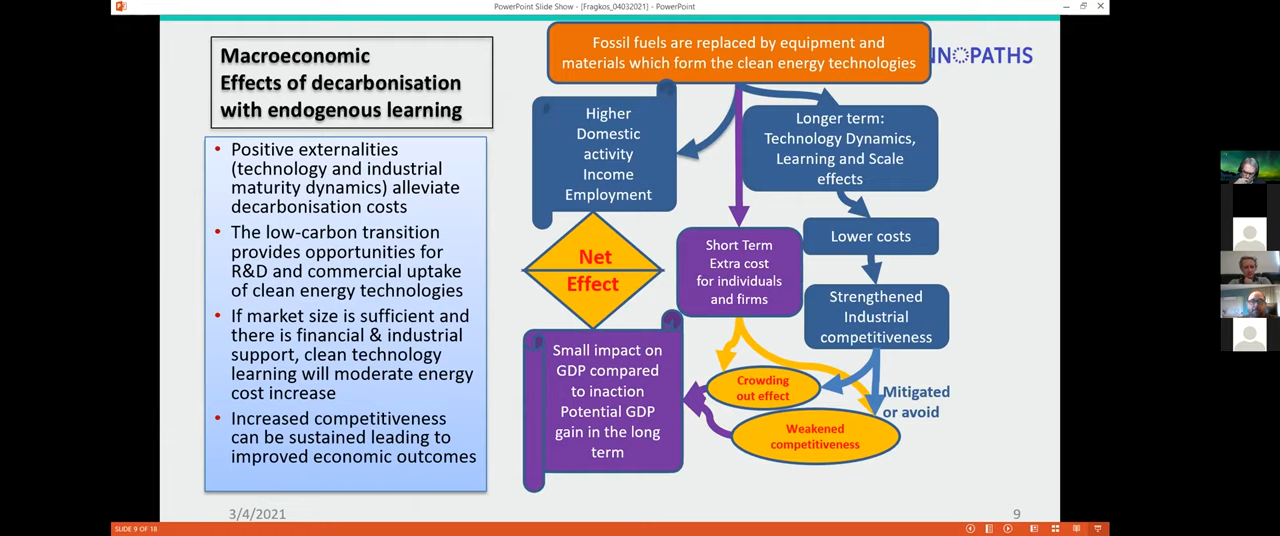 PowerPoint Slide Show - [Fragkos_04032021] - PowerPoint
Macroeconomic
Effects of decarbonisation
with endogenous learning
• Positive externalities
(technology and industrial
maturity dynamics) alleviate
decarbonisation costs
• The low-carbon transition
provides opportunities for
R&D and commercial uptake
of clean energy technologies
• If market size is sufficient and
there is financial & industrial
support, clean technology
learning will moderate energy
cost increase
• Increased competitiveness
can be sustained leading to
improved economic outcomes
Fossil fuels are replaced by equipment and
materials which form the clean energy technologies
NNOPATHS
Higher
Domestic
activity
Income
Employment
Longer term:
Technology Dynamics,
Learning and Scale
effects
Lower costs
Net
Effect
Short Term
Extra cost
for individuals
and firms
Strengthened
Industrial
competitiveness
Small impact on
GDP compared
to inaction
Potential GDP
gain in the long
term
Crowding
out effect
Mitigated
or avoid
Weakened
competitiveness
3/4/2021
9
SLIDE 9 OF 18